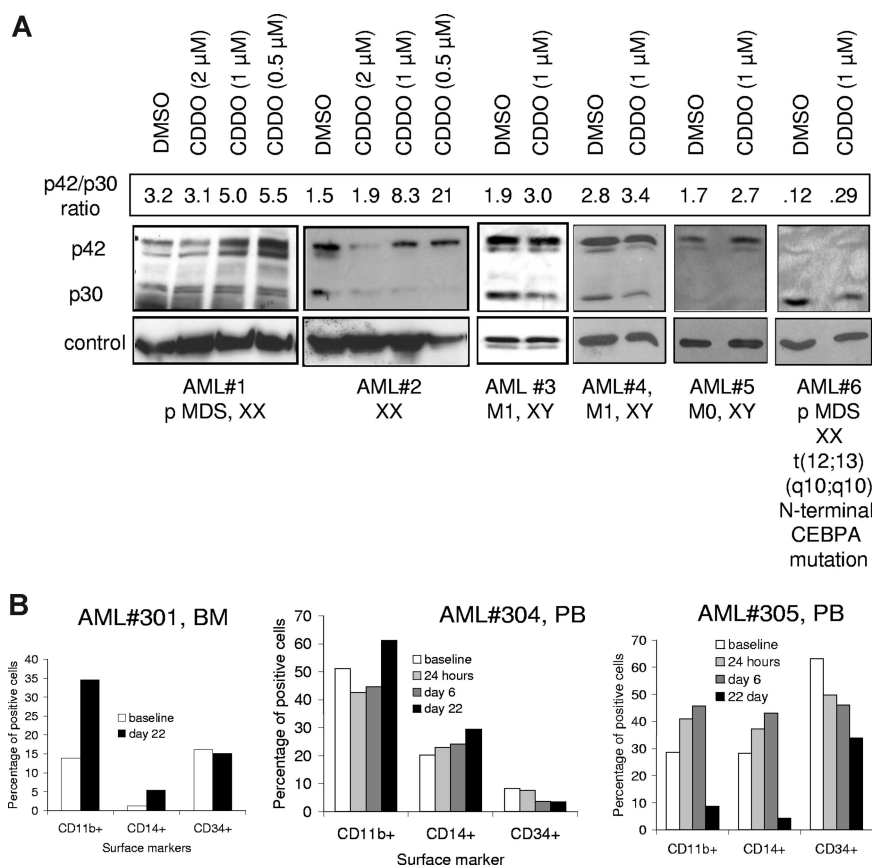 A
DMSO
CDDO (2 µM)
CDDO (1 µM)
CDDO (0.5 µM)
DMSO
CDDO (2 µM)
CDDO (1 µM)
CDDO (0.5 µM)
DMSO
CDDO (1 µM)
DMSO
CDDO (1 µM)
DMSO
CDDO (1 µM)
DMSO
CDDO (1 µM)
p42/p30
ratio
3.2 3.1 5.0 5.5 1.5 1.9 8.3 21 1.9 3.0 2.8 3.4 1.7 2.7 .12 .29
p42
p30
control
AML#1
p MDS, XX
AML#2
XX
AML #3
M1, XY
AML#4,
M1, XY
AML#5
M0, XY
AML#6
p MDS
XX
t(12;13)
(q10;q10)
N-terminal
CEBPA
mutation
B
AML#301, BM
Percentage of positive cells
40
35
30
25
20
15
10
5
0
baseline
day 22
CD11b+ CD14+ CD34+
Surface markers
AML#304, PB
Percentage of positive cells
70
60
50
40
30
20
10
0
baseline
24 hours
day 6
day 22
CD11b+ CD14+ CD34+
Surface marker
AML#305, PB
Percentage of positive cells
70
60
50
40
30
20
10
0
baseline
24 hours
day 6
22 day
CD11b+ CD14+ CD34+